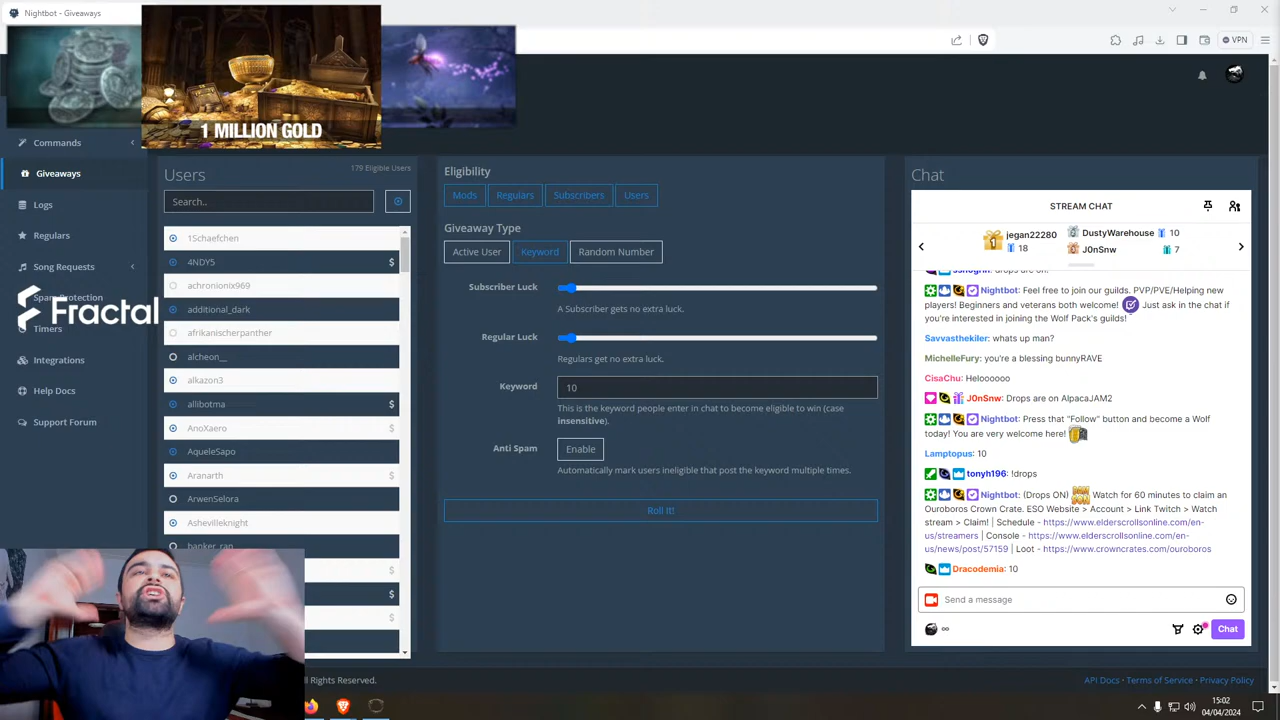 Nightbot - Giveaways
VPN
1 MILLION GOLD
Commands
Giveaways
Logs
Regulars
Song Requests
Spam Protection
Fractal
Timers
Integrations
Help Docs
Support Forum
179 Eligible Users
Users
Search..
1Schaefchen
4NDY5 $
achronionix969
additional_dark
afrikanischerpanther
alcheon__
alkazon3
allibotma $
AnoXaero $
AqueleSapo
Aranarth $
ArwenSelora
Ashevilleknight
banker_ran
$
$
$
Eligibility
Mods Regulars Subscribers Users
Giveaway Type
Active User Keyword Random Number
Subscriber Luck
A Subscriber gets no extra luck.
Regular Luck
Regulars get no extra luck.
Keyword 10
This is the keyword people enter in chat to become eligible to win (case
insensitive).
Anti Spam Enable
Automatically mark users ineligible that post the keyword multiple times.
Roll It!
Chat
STREAM CHAT
1 jegan22280 18
2 DustyWarehouse 10
3 J0nSnw 7
Nightbot: Feel free to join our guilds. PVP/PVE/Helping new
players! Beginners and veterans both welcome! Just ask in the chat if
you're interested in joining the Wolf Pack's guilds!
Savvasthekiler: whats up man?
MichelleFury: you're a blessing bunnyRAVE
CisaChu: Heloooooo
J0nSnw: Drops are on AlpacaJAM2
Nightbot: Press that "Follow" button and become a Wolf
today! You are very welcome here!
Lamptopus: 10
tonyh196: !drops
Nightbot: (Drops ON) Watch for 60 minutes to claim an
Ouroboros Crown Crate. ESO Website > Account > Link Twitch > Watch
stream > Claim! | Schedule - https://www.elderscrollsonline.com/en-
us/streamers | Console - https://www.elderscrollsonline.com/en-
us/news/post/57159 | Loot - https://www.crowncrates.com/ouroboros
Dracodemia: 10
Send a message
∞
Chat
ll Rights Reserved.
API Docs • Terms of Service • Privacy Policy
15:02
04/04/2024